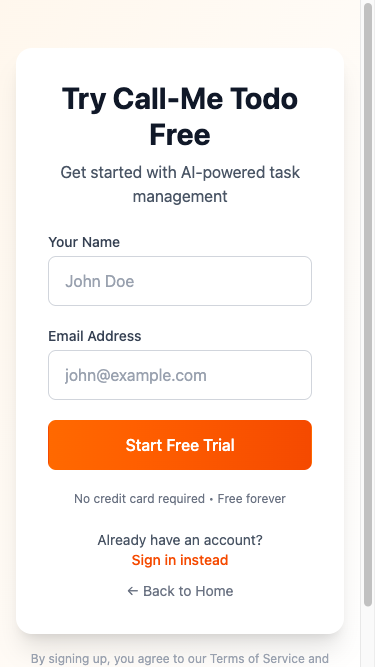 Try Call-Me Todo
Free
Get started with AI-powered task
management
Your Name
John Doe
Email Address
john@example.com
Start Free Trial
No credit card required • Free forever
Already have an account?
Sign in instead
← Back to Home
By signing up, you agree to our Terms of Service and